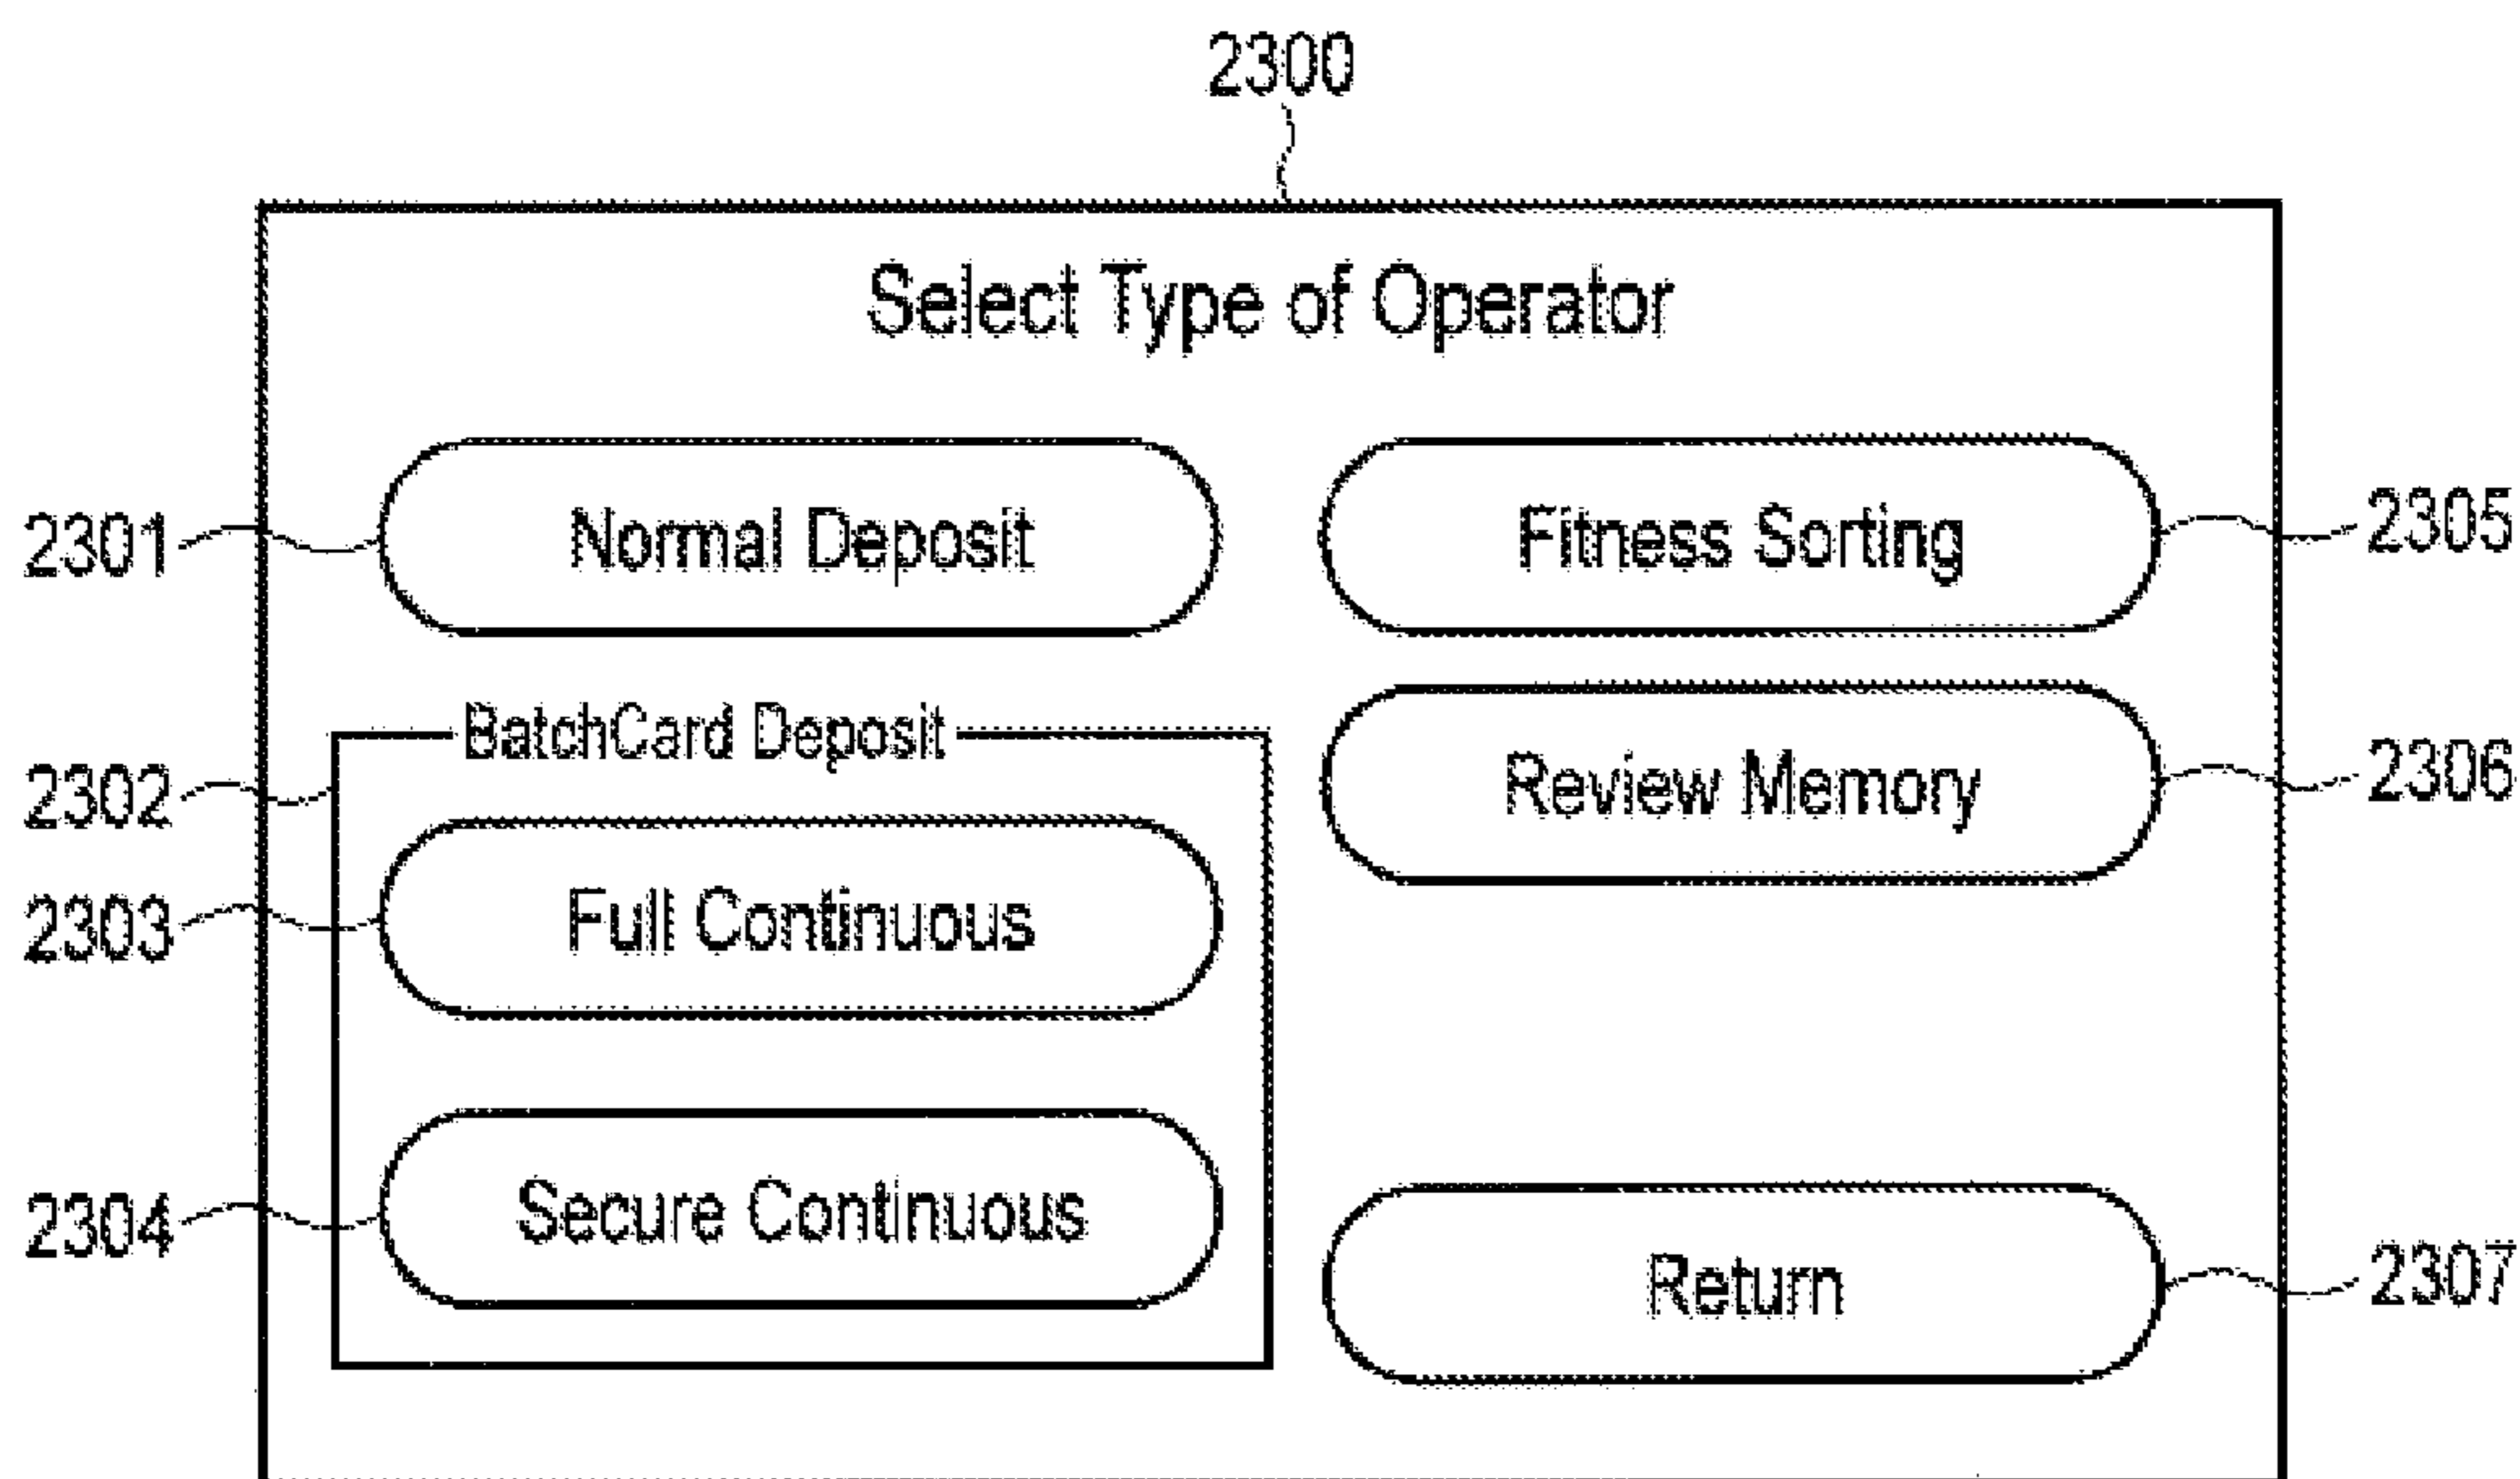 2300
Select Type of Operator
2301
Normal Deposit
Fitness Sorting
2305
2302
BatchCard Deposit
Review Memory
2306
2303
Full Continuous
2304
Secure Continuous
Return
2307